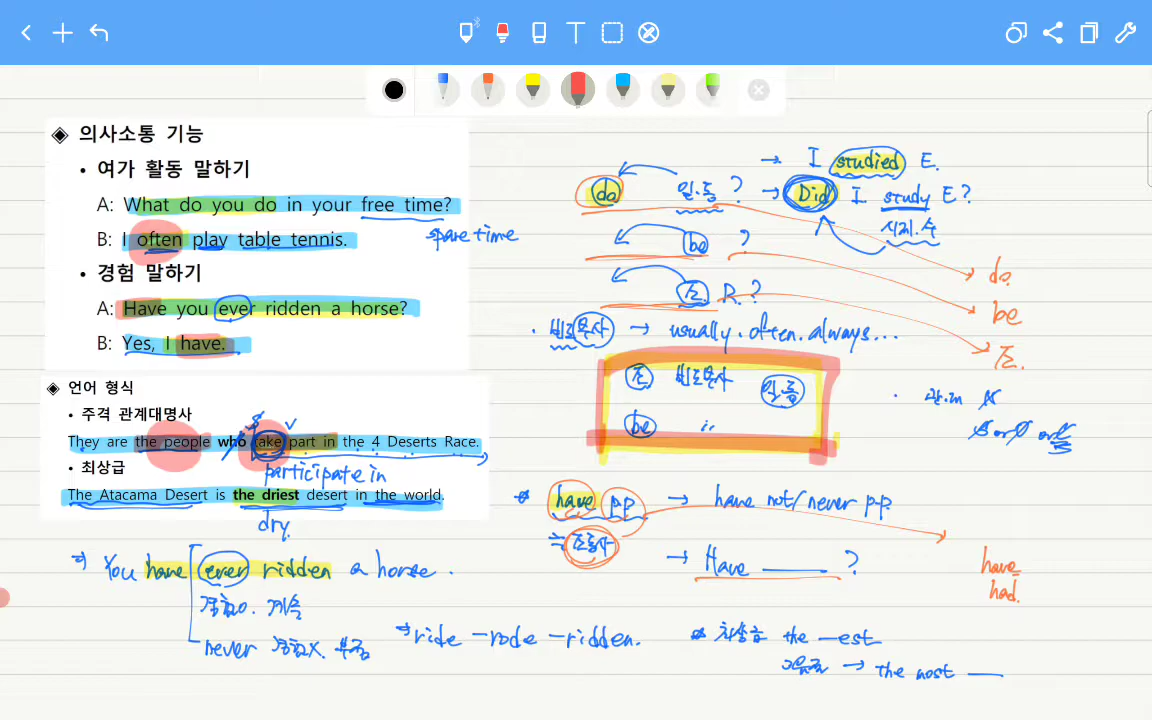 ◈ 의사소통 기능
• 여가 활동 말하기
A: What do you do in your free time?
B: I often play table tennis.
spare time
• 경험 말하기
A: Have you ever ridden a horse?
B: Yes, I have.
◈ 언어 형식
• 주격 관계대명사
They are the people who take part in the 4 Deserts Race.
participate in
• 최상급
The Atacama Desert is the driest desert in the world.
dry.
⇒ You have ever ridden a horse.
경험o. 계속
never 경험x. 부정
ride - rode - ridden.
→ I studied E.
do 일.동 ? → Did I study E?
시제.수
be ?
조. R. ?
do.
be
조.
• 빈도부사 → usually. often. always...
조 빈도부사 일.동
be
have pp → have not/never p.p.
≒ 조동사
→ Have ?
have
had.
최상급 the -est
→ the most